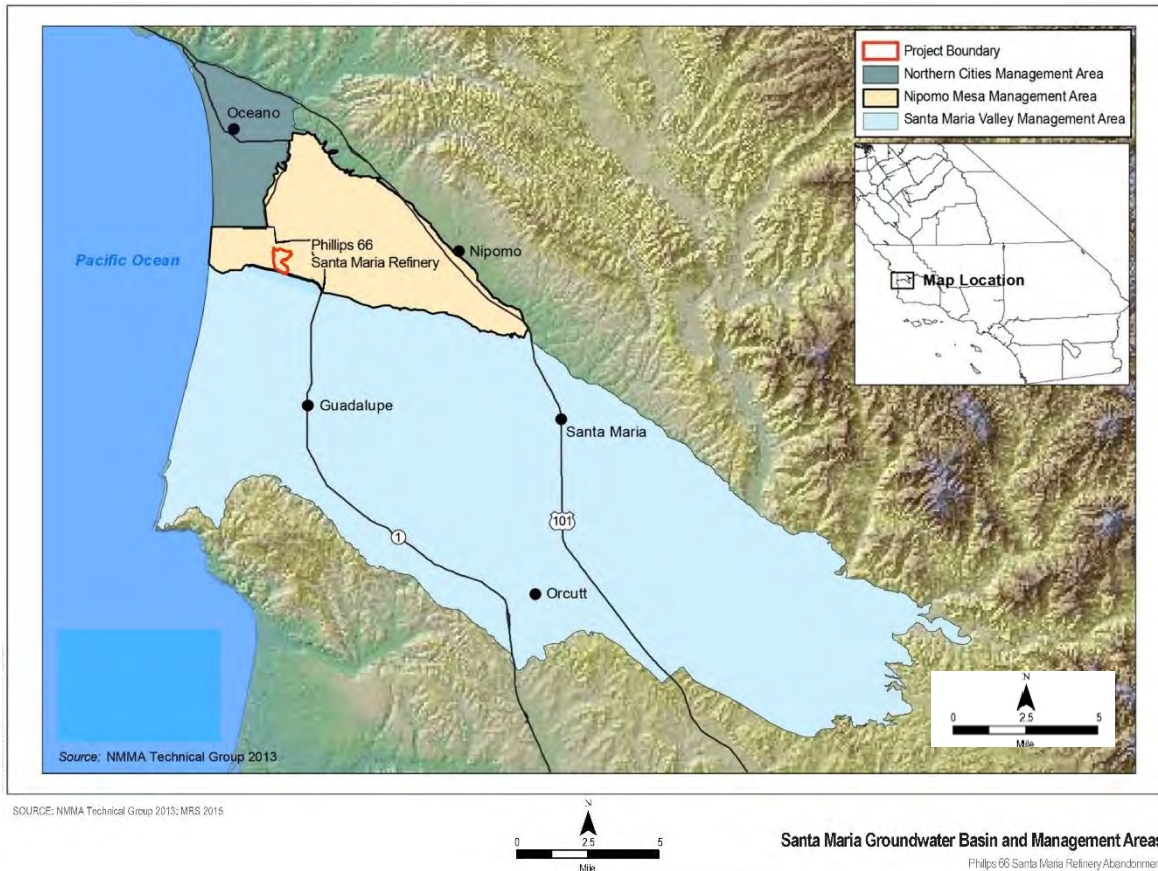 Project Boundary
Northern Cities Management Area
Nipomo Mesa Management Area
Santa Maria Valley Management Area
Oceano
Phillips 66
Santa Maria Refinery
Nipomo
Pacific Ocean
Map Location
Guadalupe
Santa Maria
101
1
Orcutt
N
0 2.5 5
Mile
Source: NMMA Technical Group 2013
SOURCE: NMMA Technical Group 2013; MRS 2015
N
0 2.5 5
Mile
Santa Maria Groundwater Basin and Management Areas
Phillps 66 Santa Maria Refinery Abandonmen